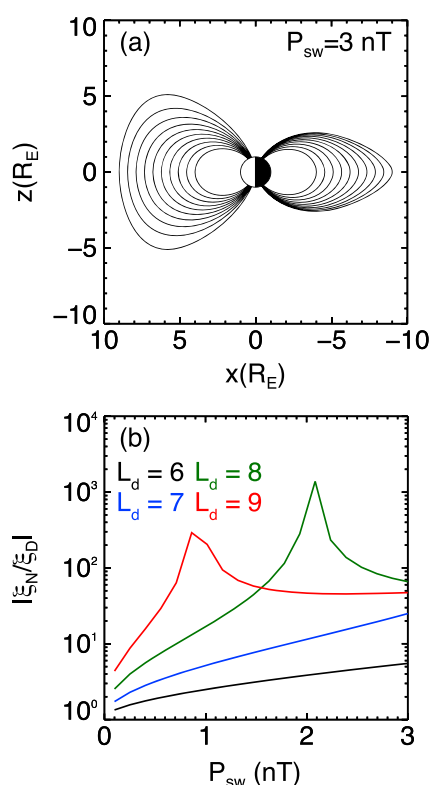 (a) P_sw=3 nT
10
5
0
−5
−10
z(R_E)
10 5 0 −5 −10
x(R_E)
(b)
L_d = 6 L_d = 8
L_d = 7 L_d = 9
10^4
10^3
10^2
10^1
10^0
|ξ_N/ξ_D|
0 1 2 3
P_sw (nT)